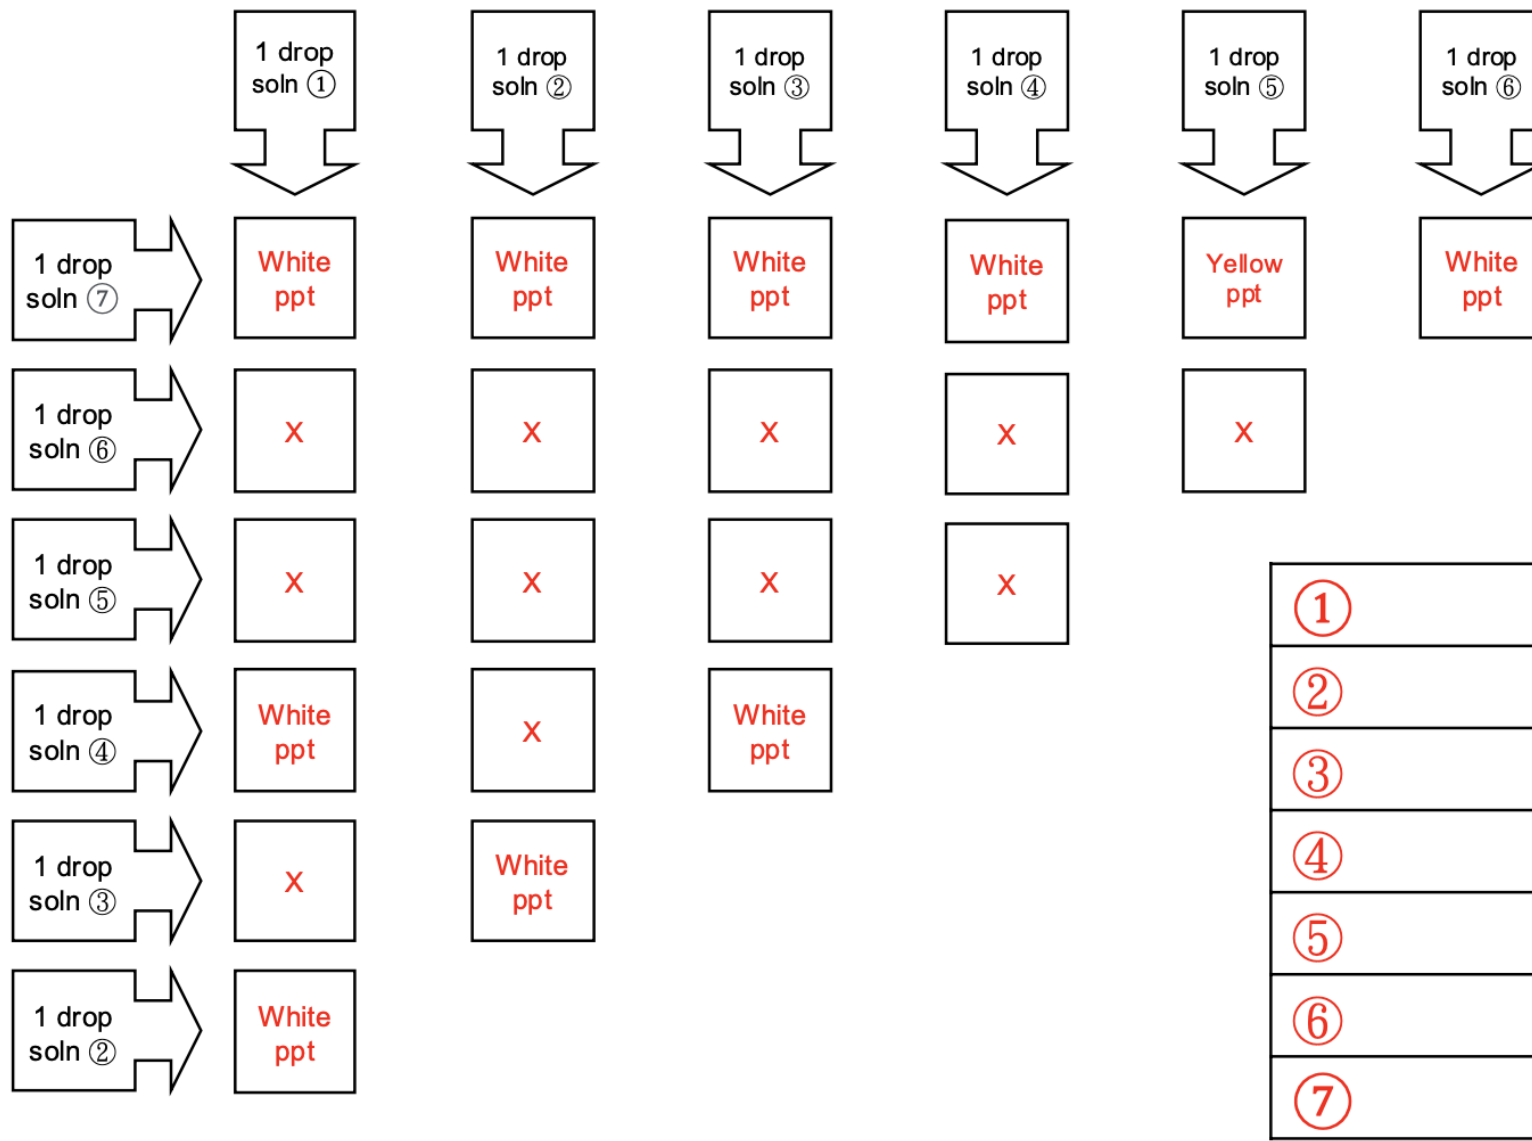 1 drop
soln ①
1 drop
soln ②
1 drop
soln ③
1 drop
soln ④
1 drop
soln ⑤
1 drop
soln ⑥
1 drop
soln ⑦
White
ppt
White
ppt
White
ppt
White
ppt
Yellow
ppt
White
ppt
1 drop
soln ⑥
X
X
X
X
X
1 drop
soln ⑤
X
X
X
X
1 drop
soln ④
White
ppt
X
White
ppt
1 drop
soln ③
X
White
ppt
1 drop
soln ②
White
ppt
①
②
③
④
⑤
⑥
⑦